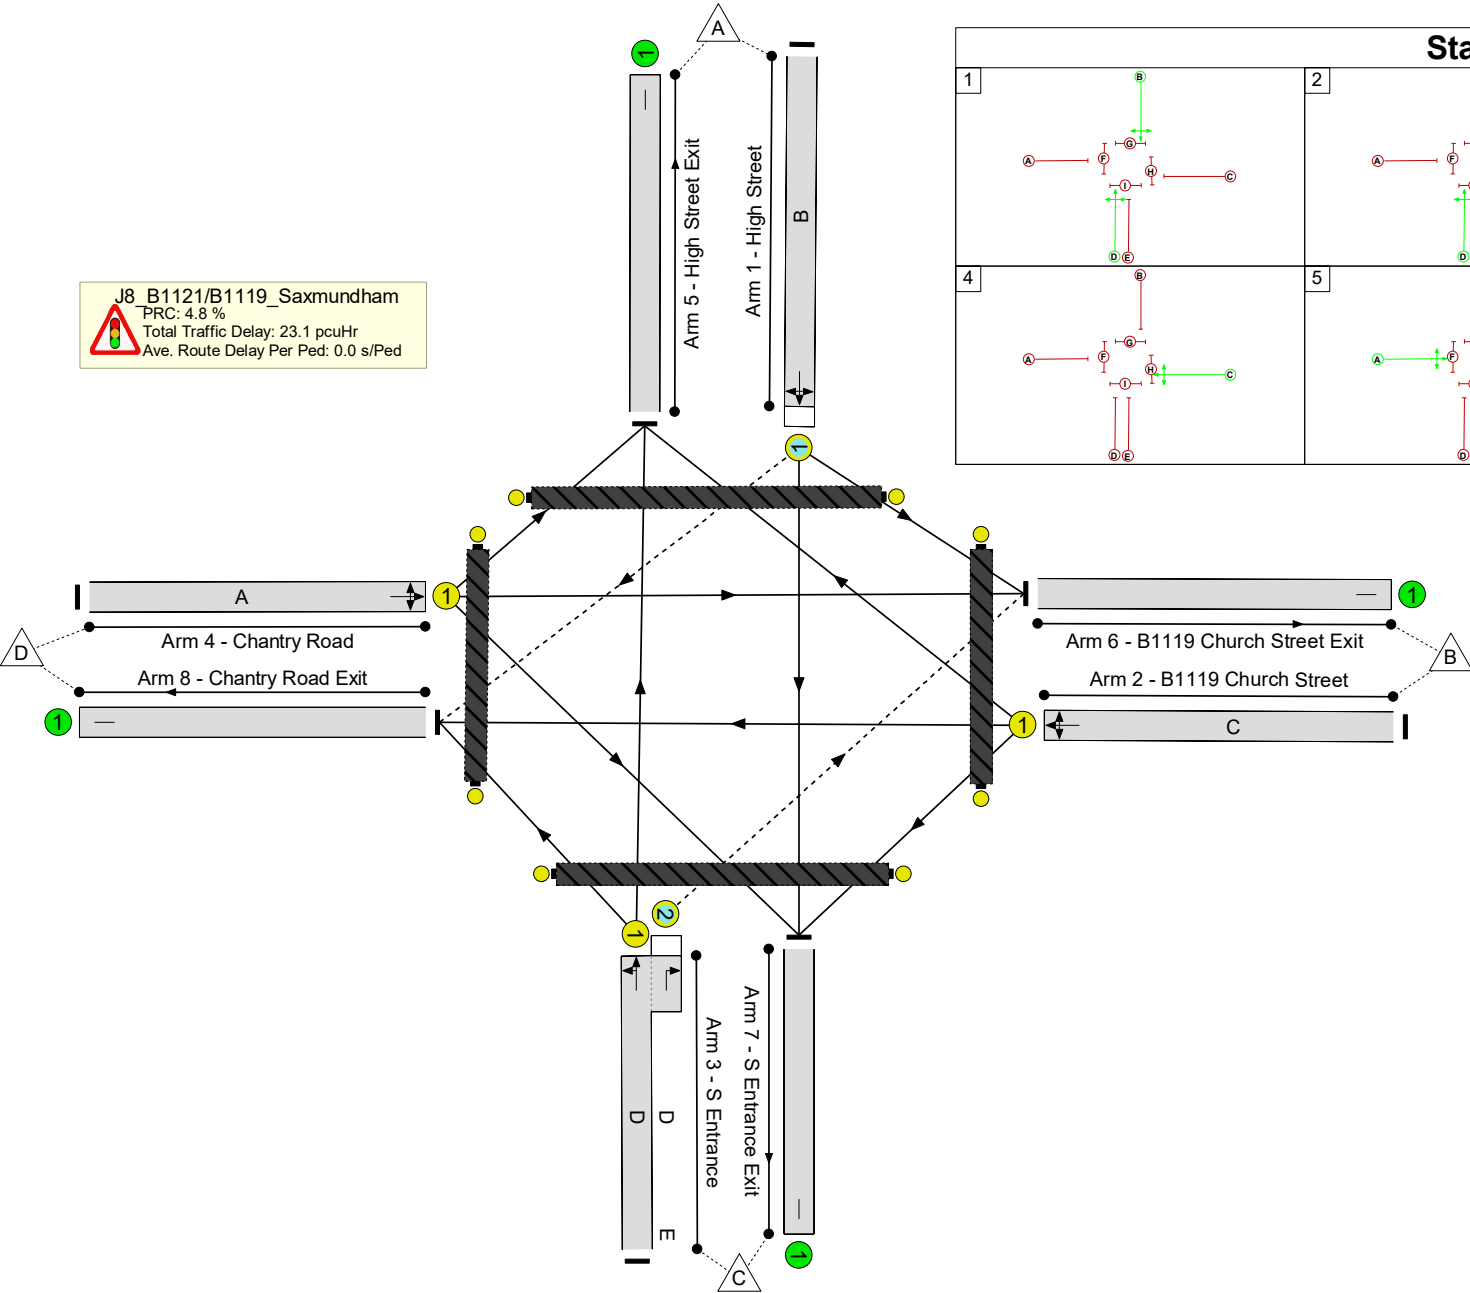 A
1
Sta
1
B
G
A
F
H
C
I
D
E
2
A
F
D
J8_B1121/B1119_Saxmundham
PRC: 4.8 %
Total Traffic Delay: 23.1 pcuHr
Ave. Route Delay Per Ped: 0.0 s/Ped
Arm 5 - High Street Exit
Arm 1 - High Street
B
4
B
G
A
F
H
C
I
D
E
5
A
F
D
1
A
1
Arm 4 - Chantry Road
D
Arm 8 - Chantry Road Exit
1
1
Arm 6 - B1119 Church Street Exit
B
Arm 2 - B1119 Church Street
1
C
2
1
D
D
E
Arm 3 - S Entrance
Arm 7 - S Entrance Exit
1
C